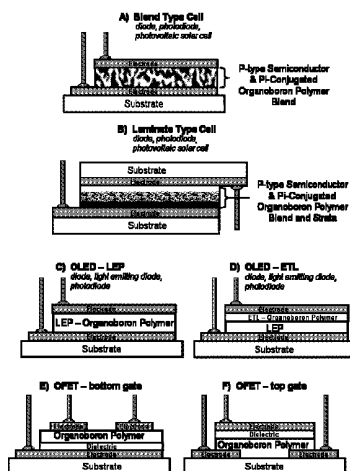 A) Blend Type Cell
diode, photodiode,
photovoltaic solar cell
Electrode
P-type Semiconductor
& Pi-Conjugated
Organoboron Polymer
Blend
Electrode
Substrate
B) Laminate Type Cell
diode, photodiode,
photovoltaic solar cell
Substrate
Electrode
P-type Semiconductor
& Pi-Conjugated
Organoboron Polymer
Blend and Strata
Electrode
Substrate
C) OLED – LEP
diode, light emitting diode,
photodiode
Electrode
LEP – Organoboron Polymer
Electrode
Substrate
D) OLED – ETL
diode, light emitting diode,
photodiode
Electrode
ETL – Organoboron Polymer
LEP
Electrode
Substrate
E) OFET – bottom gate
Electrode Electrode
Organoboron Polymer
Dielectric
Electrode
Substrate
F) OFET – top gate
Electrode
Dielectric
Organoboron Polymer
Electrode Electrode
Substrate